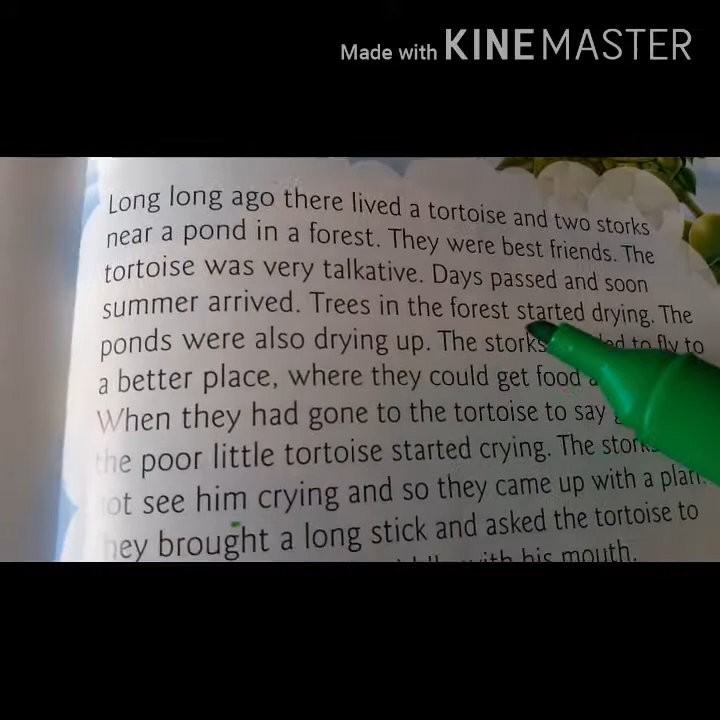 Made with KINEMASTER
Long long ago there lived a tortoise and two storks
near a pond in a forest. They were best friends. The
tortoise was very talkative. Days passed and soon
summer arrived. Trees in the forest started drying. The
ponds were also drying up. The storks to fly to
a better place, where they could get food
When they had gone to the tortoise to say
the poor little tortoise started crying. The
see him crying and so they came up with a plan.
brought a long stick and asked the tortoise to
with his mouth.